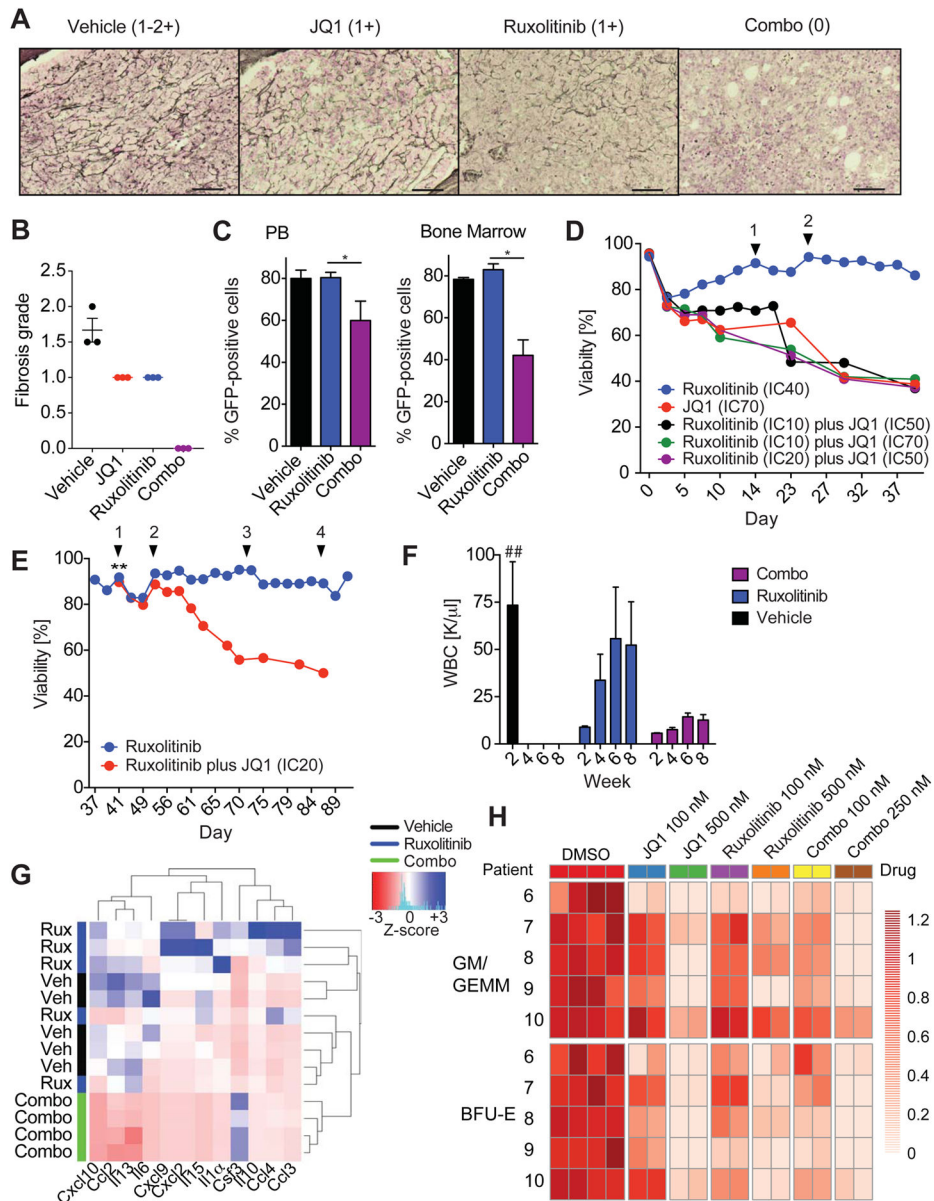 A
Vehicle (1-2+)
JQ1 (1+)
Ruxolitinib (1+)
Combo (0)
B
Fibrosis grade
2.5
2.0
1.5
1.0
0.5
0.0
Vehicle
JQ1
Ruxolitinib
Combo
C
PB
% GFP-positive cells
80
60
40
20
0
*
Vehicle
Ruxolitinib
Combo
Bone Marrow
% GFP-positive cells
80
60
40
20
0
*
Vehicle
Ruxolitinib
Combo
D
1
2
Viability [%]
100
80
60
40
20
0
Ruxolitinib (IC40)
JQ1 (IC70)
Ruxolitinib (IC10) plus JQ1 (IC50)
Ruxolitinib (IC10) plus JQ1 (IC70)
Ruxolitinib (IC20) plus JQ1 (IC50)
0
5
10
14
23
27
32
37
Day
E
1
2
3
4
**
Viability [%]
100
80
60
40
20
0
Ruxolitinib
Ruxolitinib plus JQ1 (IC20)
37
41
49
56
61
70
75
79
84
89
Day
F
##
WBC [K/µl]
100
75
50
25
0
Combo
Ruxolitinib
Vehicle
2 4 6 8
2 4 6 8
2 4 6 8
Week
G
Vehicle
Ruxolitinib
Combo
-3
0
+3
Z-score
Rux
Rux
Rux
Veh
Veh
Rux
Veh
Veh
Veh
Rux
Combo
Combo
Combo
Combo
Cxcl10
Ccl2
Il13
Il6
Cxcl9
Cxcl2
Il15
Il1α
Csf3
Il10
Ccl4
Ccl3
H
DMSO
JQ1 100 nM
JQ1 500 nM
Ruxolitinib 100 nM
Ruxolitinib 500 nM
Combo 100 nM
Combo 250 nM
Patient
Drug
6
7
8
9
10
GM/
GEMM
6
7
8
9
10
BFU-E
1.2
1
0.8
0.6
0.4
0.2
0